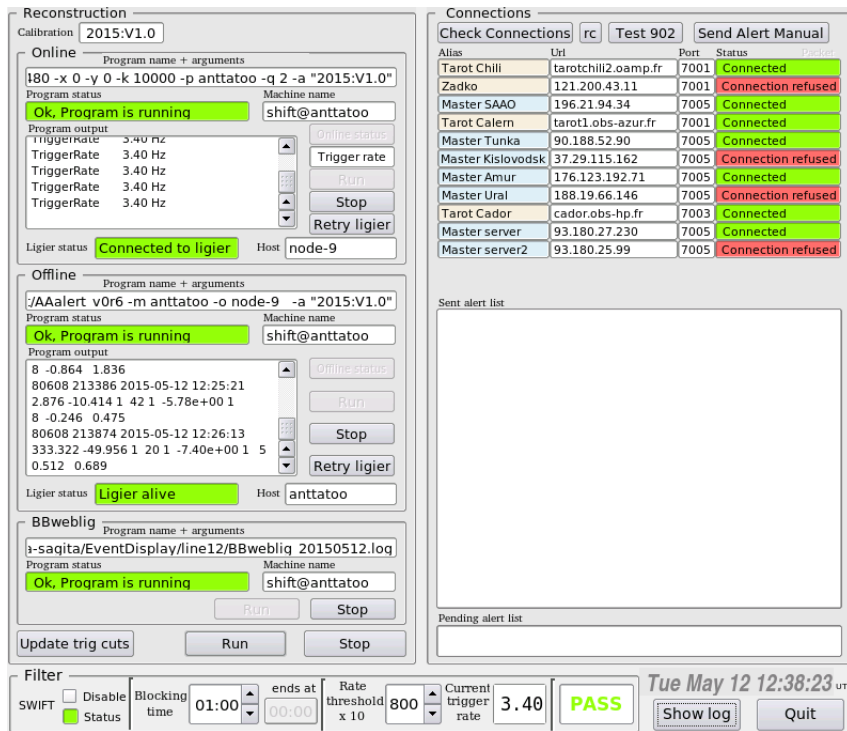 Reconstruction
Calibration 2015:V1.0
Online
Program name + arguments
480 -x 0 -y 0 -k 10000 -p anttatoo -q 2 -a "2015:V1.0"
Program status Machine name
Ok, Program is running shift@anttatoo
Program output
TriggerRate 3.40 Hz Online status
TriggerRate 3.40 Hz Trigger rate
TriggerRate 3.40 Hz Run
TriggerRate 3.40 Hz
TriggerRate 3.40 Hz Stop
Retry ligier
Ligier status Connected to ligier Host node-9
Offline
Program name + arguments
:/AAalert_v0r6 -m anttatoo -o node-9 -a "2015:V1.0"
Program status Machine name
Ok, Program is running shift@anttatoo
Program output
8 -0.864 1.836 Offline status
80608 213386 2015-05-12 12:25:21
2.876 -10.414 1 42 1 -5.78e+00 1 Run
8 -0.246 0.475
80608 213874 2015-05-12 12:26:13 Stop
333.322 -49.956 1 20 1 -7.40e+00 1 5
0.512 0.689 Retry ligier
Ligier status Ligier alive Host anttatoo
BBweblig
Program name + arguments
a-sagita/EventDisplay/line12/BBweblig_20150512.log
Program status Machine name
Ok, Program is running shift@anttatoo
Run Stop
Update trig cuts Run Stop
Connections
Check Connections rc Test 902 Send Alert Manual
Alias Url Port Status Packet
Tarot Chili tarotchili2.oamp.fr 7001 Connected
Zadko 121.200.43.11 7001 Connection refused
Master SAAO 196.21.94.34 7005 Connected
Tarot Calern tarot1.obs-azur.fr 7001 Connected
Master Tunka 90.188.52.90 7005 Connected
Master Kislovodsk 37.29.115.162 7005 Connection refused
Master Amur 176.123.192.71 7005 Connected
Master Ural 188.19.66.146 7005 Connection refused
Tarot Cador cador.obs-hp.fr 7003 Connected
Master server 93.180.27.230 7005 Connected
Master server2 93.180.25.99 7005 Connection refused
Sent alert list
Pending alert list
Filter
SWIFT Disable Status
Blocking time 01:00 ends at 00:00
Rate threshold x 10 800
Current trigger rate 3.40
PASS
Tue May 12 12:38:23 UT
Show log Quit